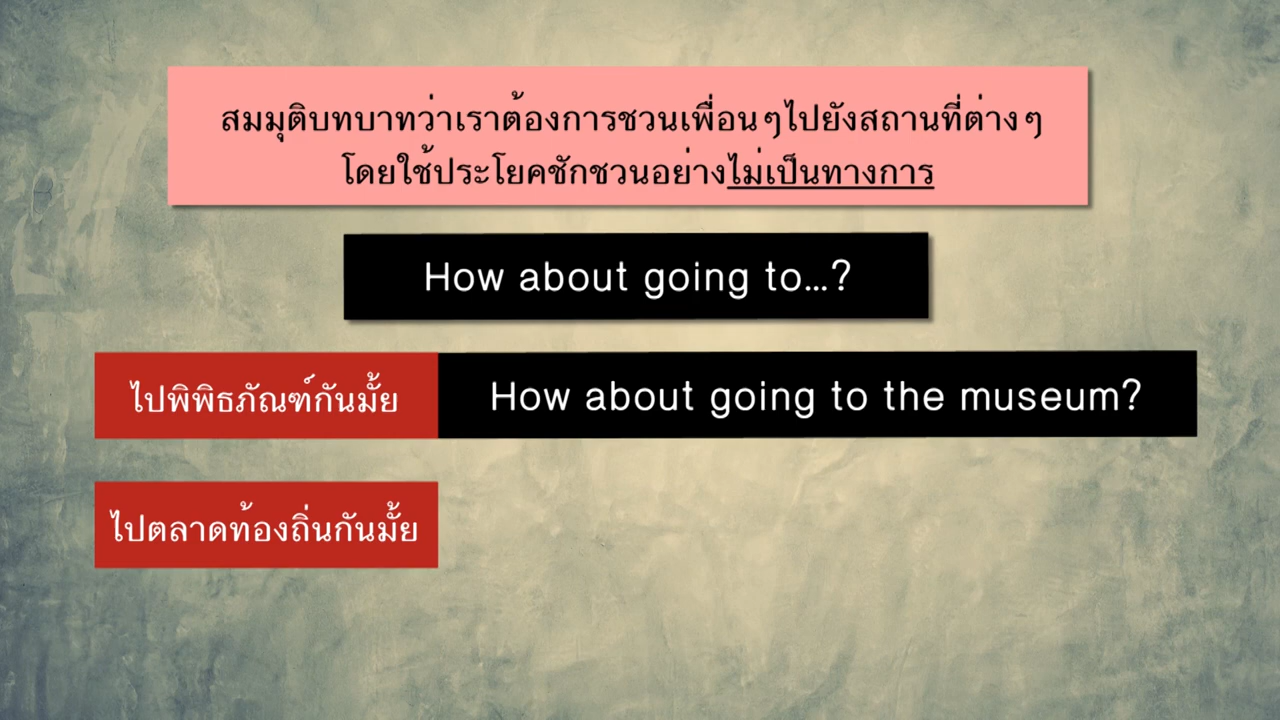 สมมุติบทบาทว่าเราต้องการชวนเพื่อนๆไปยังสถานที่ต่างๆ
โดยใช้ประโยคชักชวนอย่างไม่เป็นทางการ
How about going to...?
ไปพิพิธภัณฑ์กันมั้ย
How about going to the museum?
ไปตลาดท้องถิ่นกันมั้ย